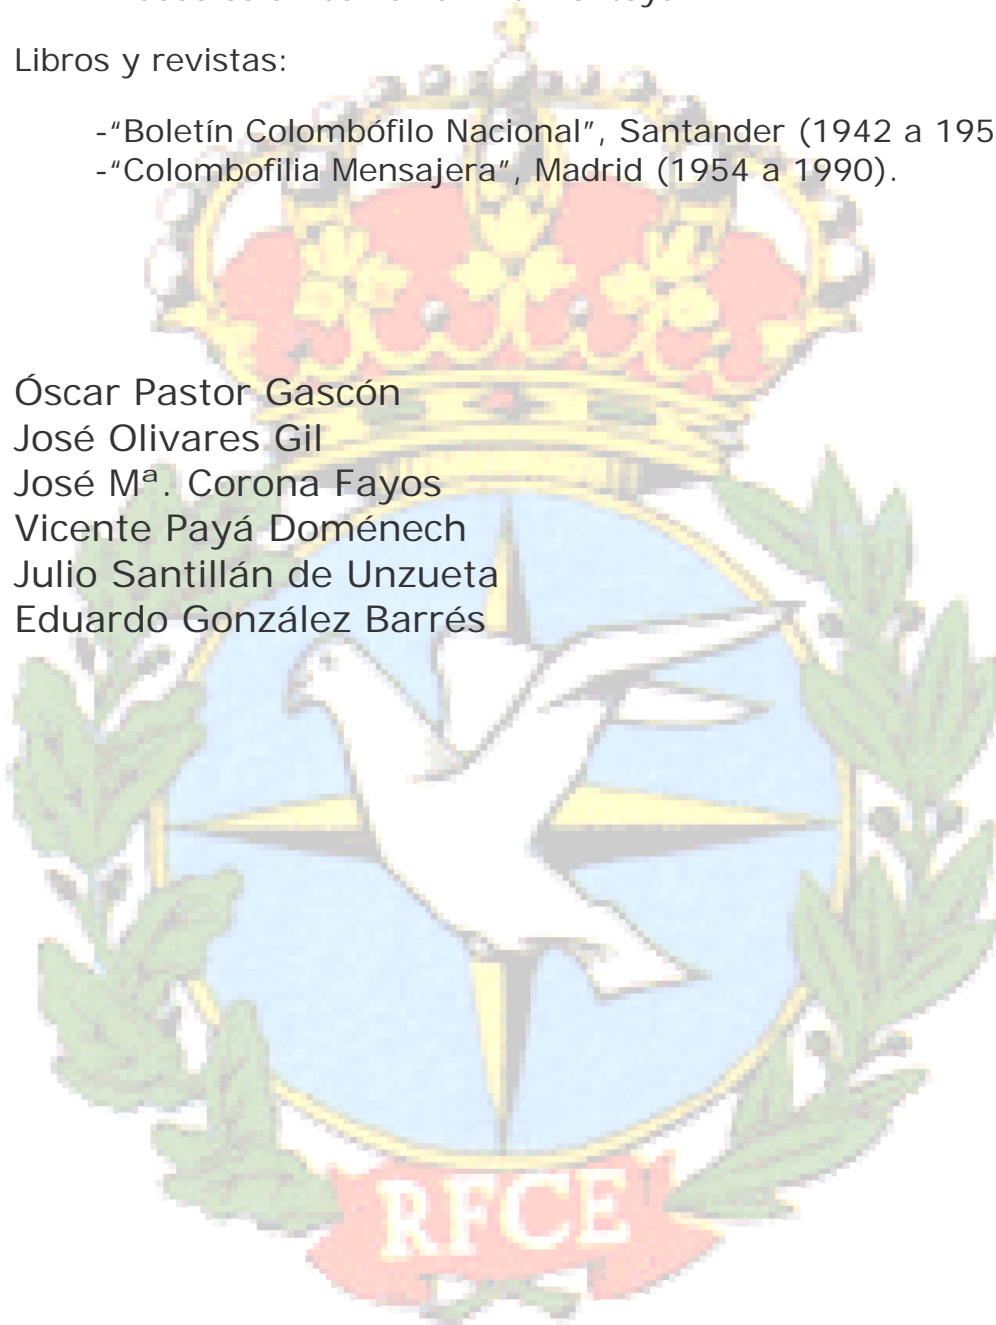 Libros y revistas:
-“Boletín Colombófilo Nacional”, Santander (1942 a 195
-“Colombofilia Mensajera”, Madrid (1954 a 1990).
Óscar Pastor Gascón
José Olivares Gil
José Mª. Corona Fayos
Vicente Payá Doménech
Julio Santillán de Unzueta
Eduardo González Barrés
RFCE